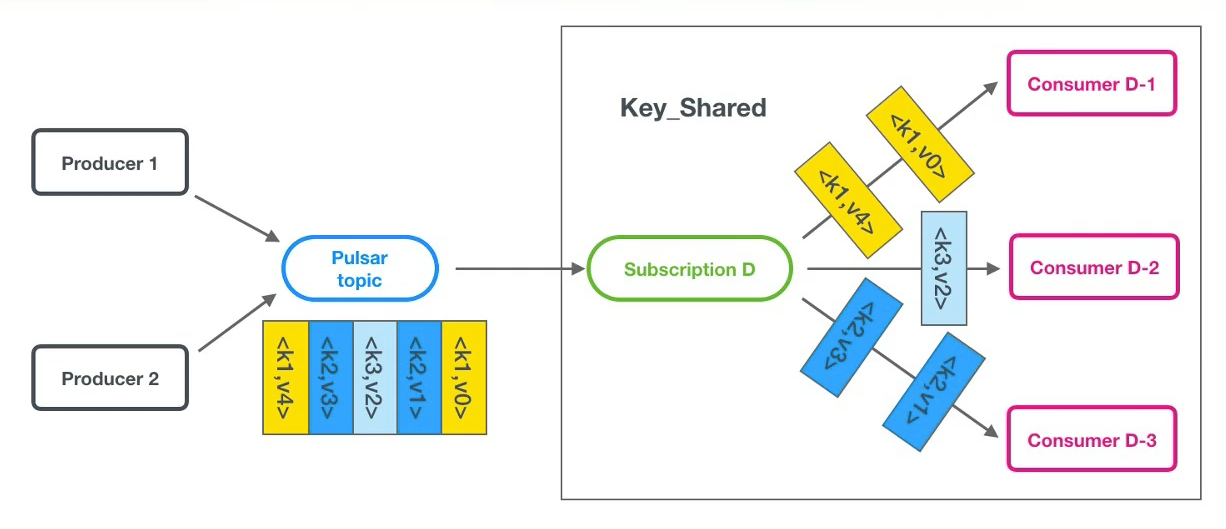 Key_Shared
Producer 1
Producer 2
Pulsar
topic
<k1,v4>
<k2,v3>
<k3,v2>
<k2,v1>
<k1,v0>
Subscription D
<k1,v4>
<k1,v0>
<k3,v2>
<k2,v3>
<k2,v1>
Consumer D-1
Consumer D-2
Consumer D-3